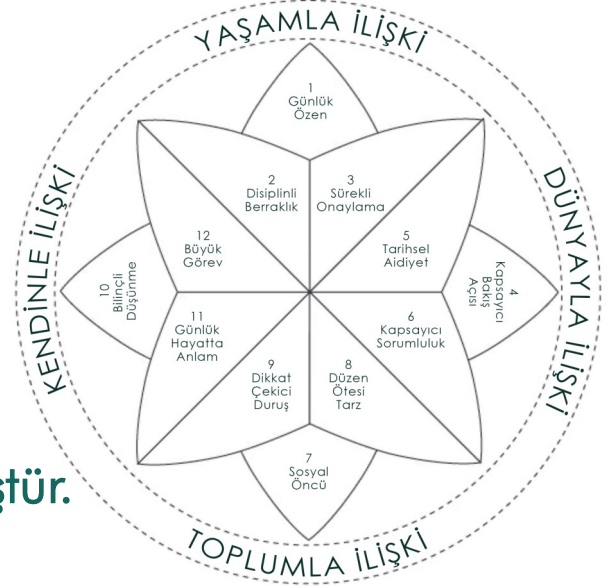 YAŞAMLA İLİŞKİ
1
Günlük
Özen
2
Disiplinli
Berraklık
3
Sürekli
Onaylama
KENDİNLE İLİŞKİ
DÜNYAYLA İLİŞKİ
12
Büyük
Görev
5
Tarihsel
Aidiyet
10
Bilinçli
Düşünme
4
Kapsayıcı
Bakış
Açısı
11
Günlük
Hayatta
Anlam
6
Kapsayıcı
Sorumluluk
9
Dikkat
Çekici
Duruş
8
Düzen
Ötesi
Tarz
7
Sosyal
Öncü
ştür.
TOPLUMLA İLİŞKİ